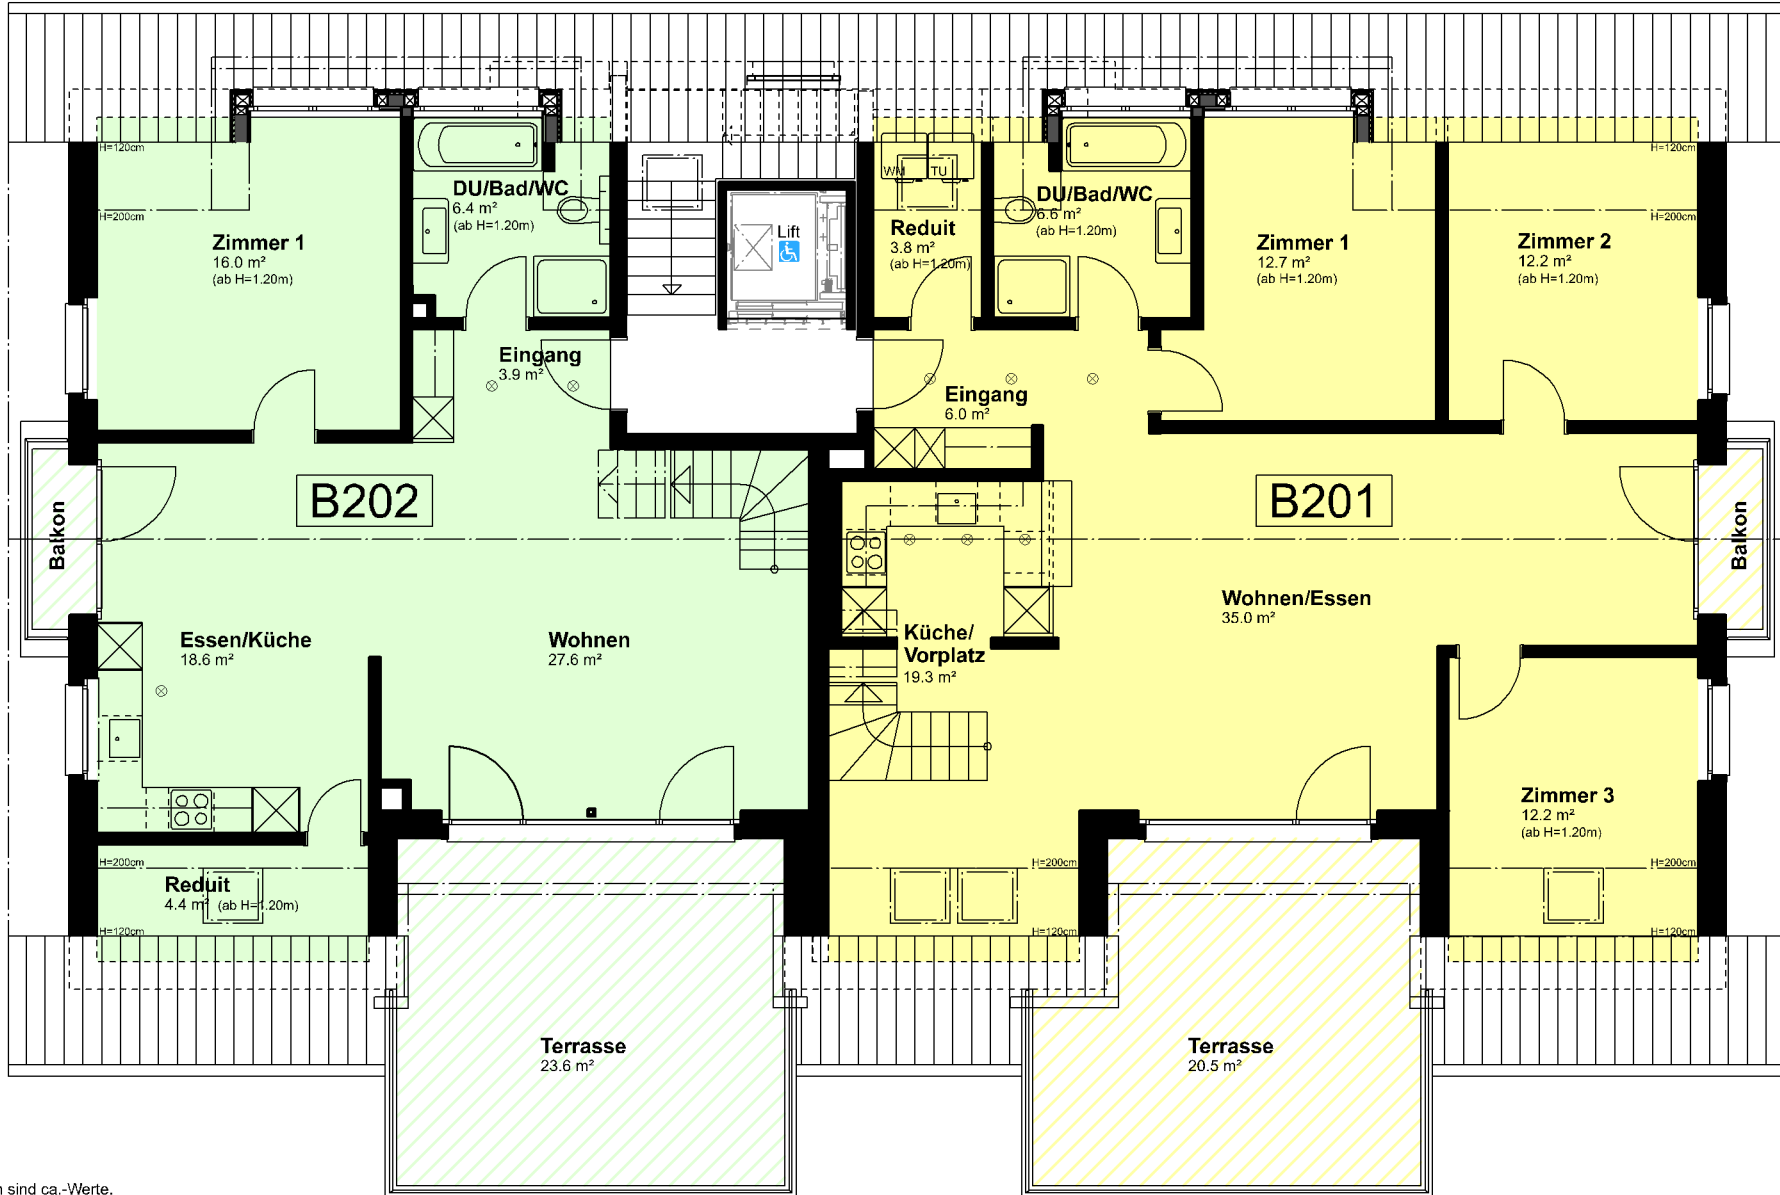 H=120cm
H=200cm
Zimmer 1
16.0 m²
(ab H=1.20m)
DU/Bad/WC
6.4 m²
(ab H=1.20m)
Eingang
3.9 m²
Lift
WM
TU
Reduit
3.8 m²
(ab H=1.20m)
DU/Bad/WC
6.6 m²
(ab H=1.20m)
Zimmer 1
12.7 m²
(ab H=1.20m)
H=120cm
H=200cm
Zimmer 2
12.2 m²
(ab H=1.20m)
Eingang
6.0 m²
B202
B201
Balkon
Balkon
Essen/Küche
18.6 m²
Wohnen
27.6 m²
Küche/
Vorplatz
19.3 m²
Wohnen/Essen
35.0 m²
Zimmer 3
12.2 m²
(ab H=1.20m)
H=200cm
Reduit
4.4 m² (ab H=1.20m)
H=120cm
H=200cm
H=120cm
H=200cm
H=120cm
Terrasse
23.6 m²
Terrasse
20.5 m²
sind ca.-Werte.